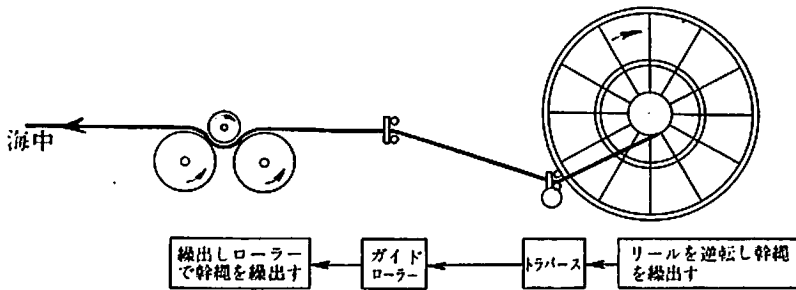 海中
繰出しローラー
で幹縄を繰出す
ガイド
ローラー
トラバース
リールを逆転し幹縄
を繰出す